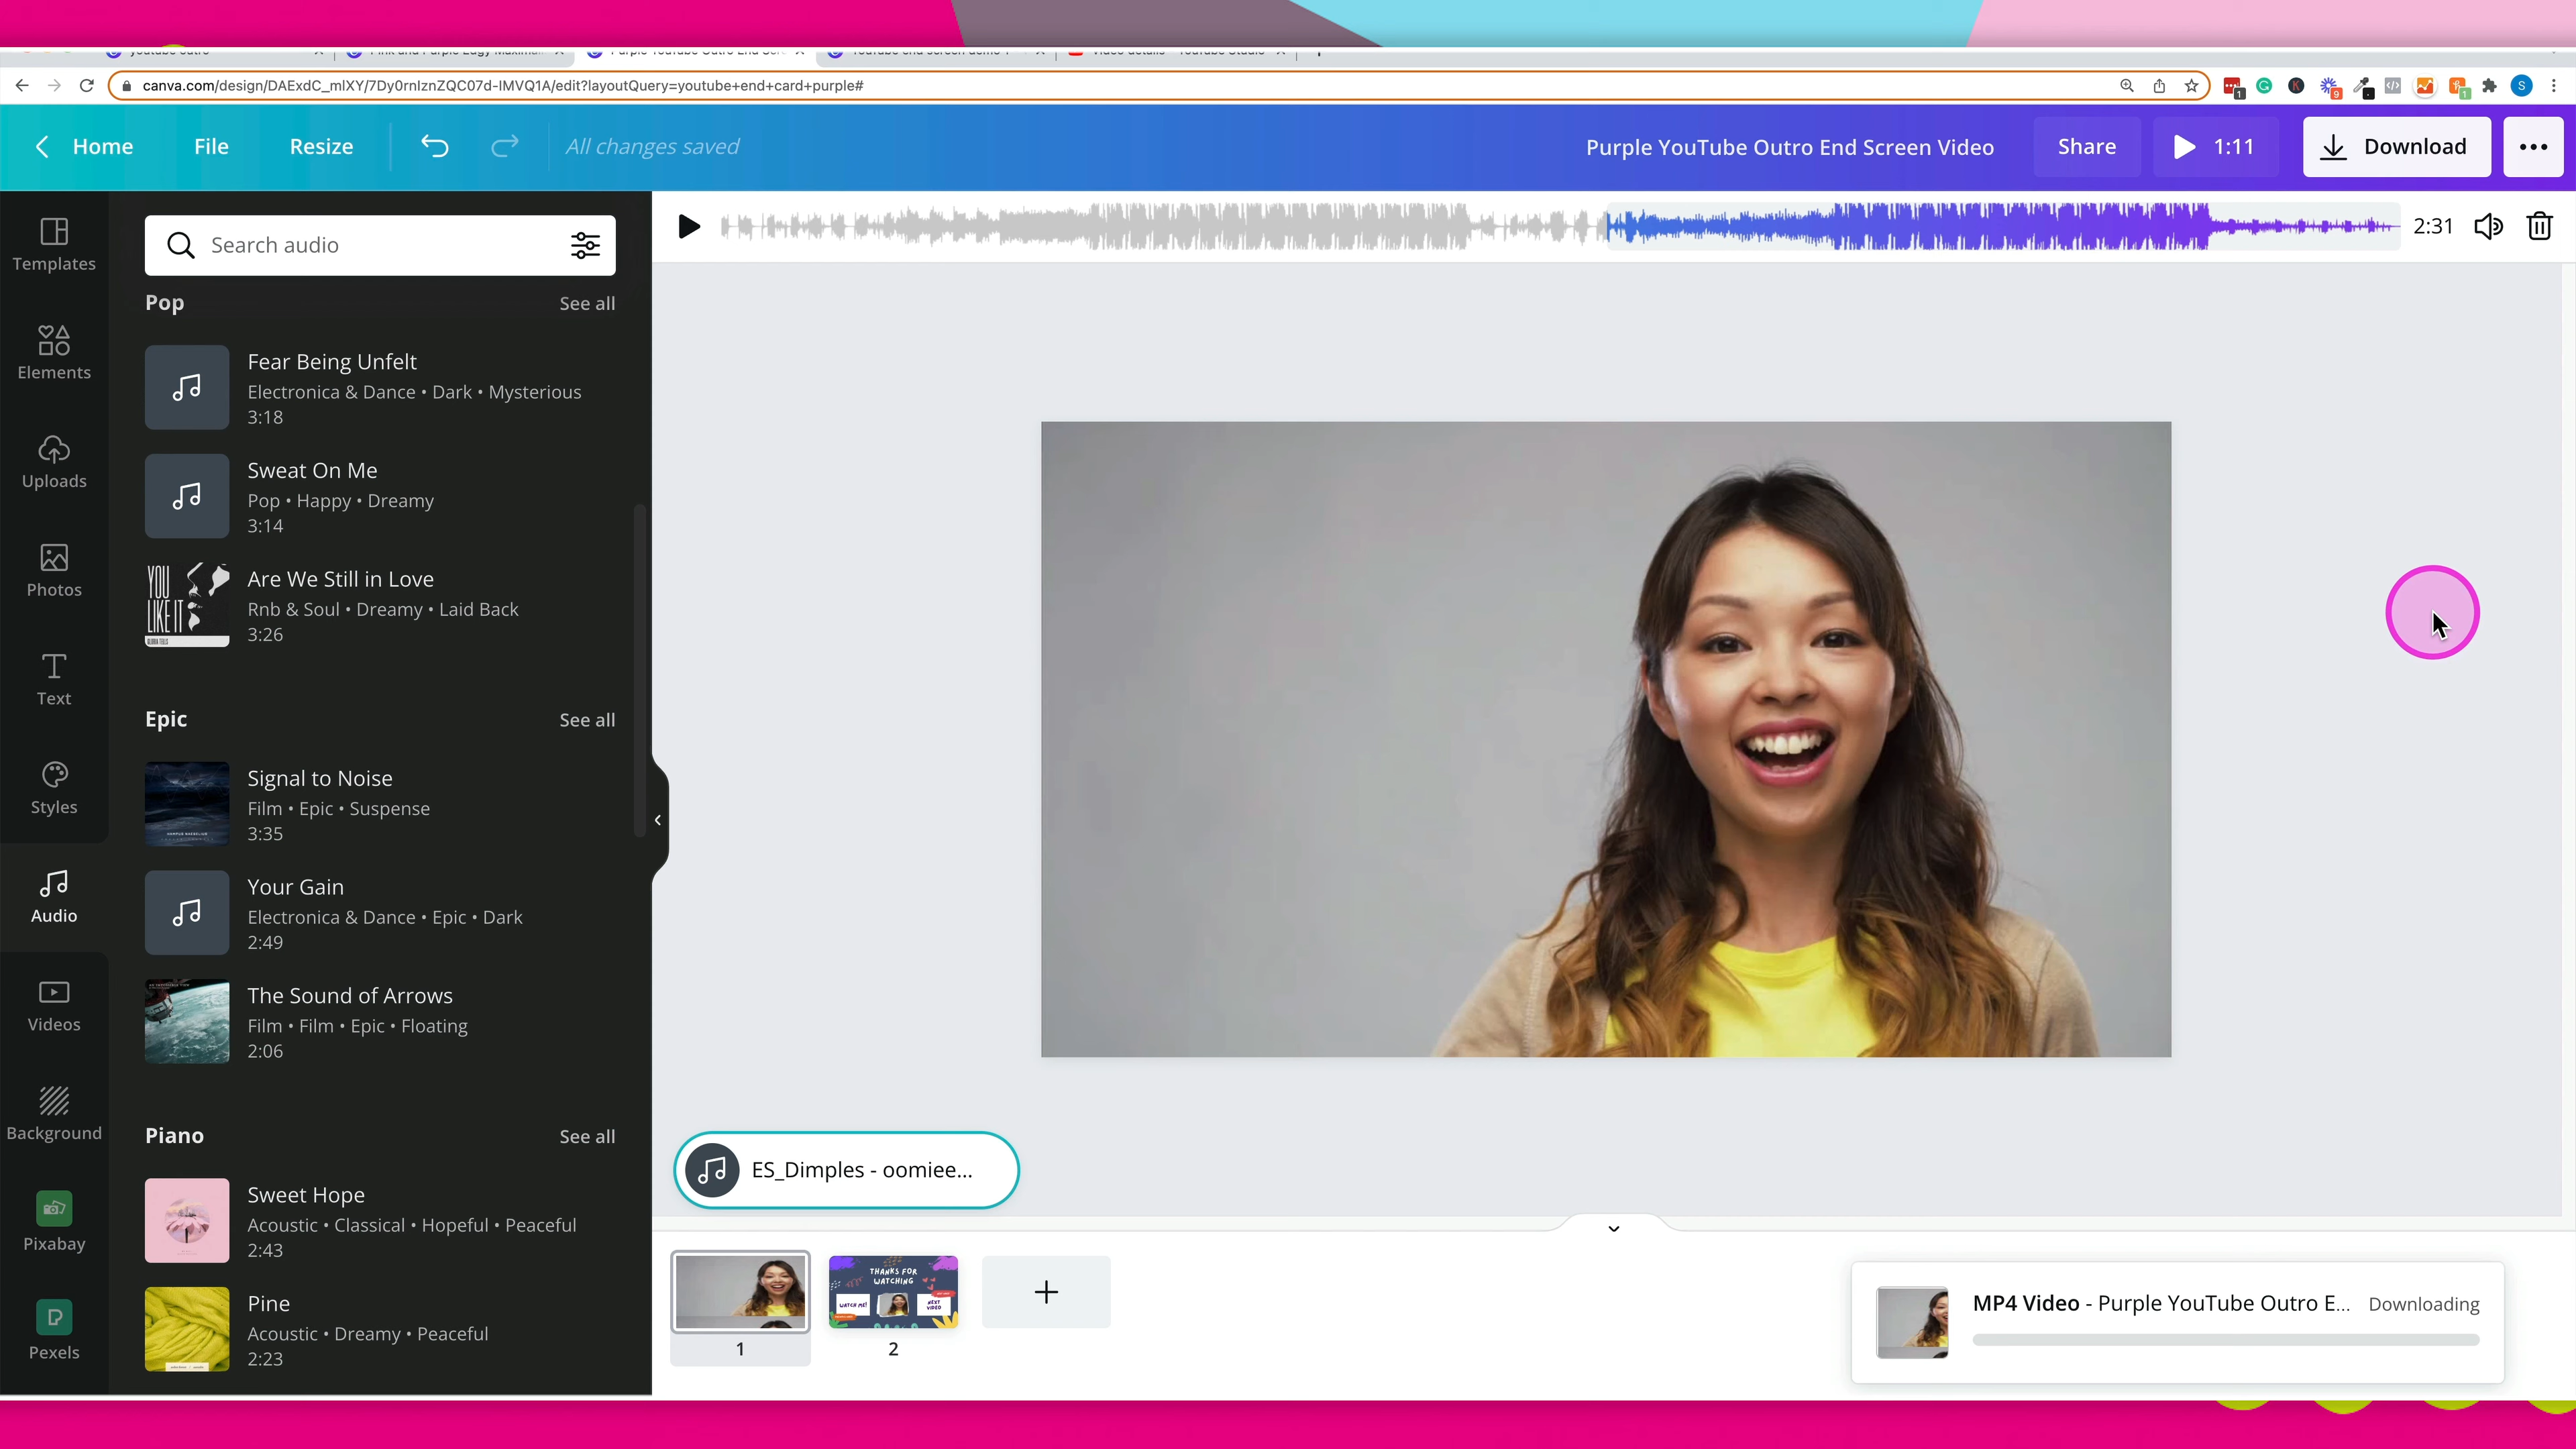 canva.com/design/DAExdC_mlXY/7Dy0rnIznZQC07d-IMVQ1A/edit?layoutQuery=youtube+end+card+purple#
Home
File
Resize
All changes saved
Purple YouTube Outro End Screen Video
Share
1:11
Download
Templates
Elements
Uploads
Photos
Text
Styles
Audio
Videos
Background
Pixabay
Pexels
Search audio
Pop
See all
Fear Being Unfelt
Electronica & Dance • Dark • Mysterious
3:18
Sweat On Me
Pop • Happy • Dreamy
3:14
YOU
LIKE IT
Are We Still in Love
Rnb & Soul • Dreamy • Laid Back
3:26
Epic
See all
Signal to Noise
Film • Epic • Suspense
3:35
Your Gain
Electronica & Dance • Epic • Dark
2:49
The Sound of Arrows
Film • Film • Epic • Floating
2:06
Piano
See all
Sweet Hope
Acoustic • Classical • Hopeful • Peaceful
2:43
Pine
Acoustic • Dreamy • Peaceful
2:23
2:31
ES_Dimples - oomiee...
THANKS FOR
WATCHING
WATCH ME!
NEXT
VIDEO
1
2
MP4 Video - Purple YouTube Outro E...
Downloading